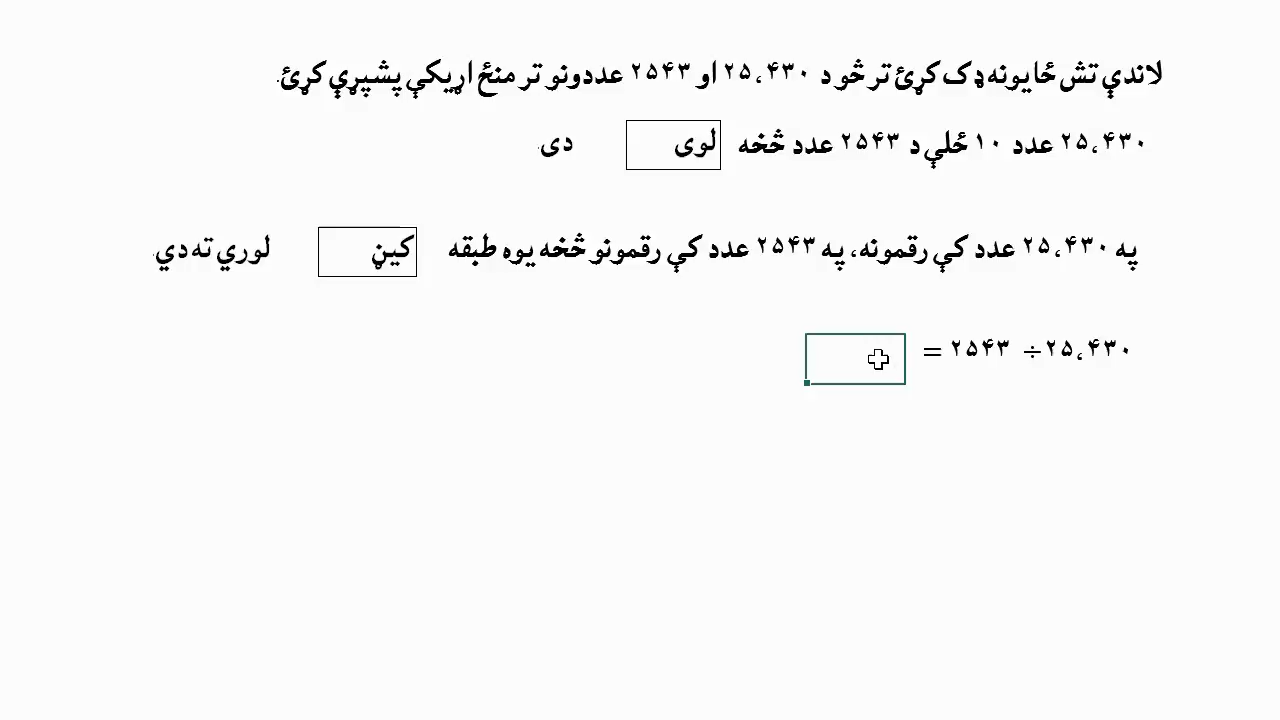 لاندې تش ځایونه ډک کړئ تر څو د ۲۵،۴۳۰ او ۲۵۴۳ عددونو تر منځ اړیکې پشپړې کړئ.
۲۵،۴۳۰ عدد ۱۰ ځلې د ۲۵۴۳ عدد څخه لوی دی.
په ۲۵،۴۳۰ عدد کې رقمونه، په ۲۵۴۳ عدد کې رقمونو څخه یوه طبقه کیڼ لوري ته دي.
۲۵،۴۳۰ ÷ ۲۵۴۳ =